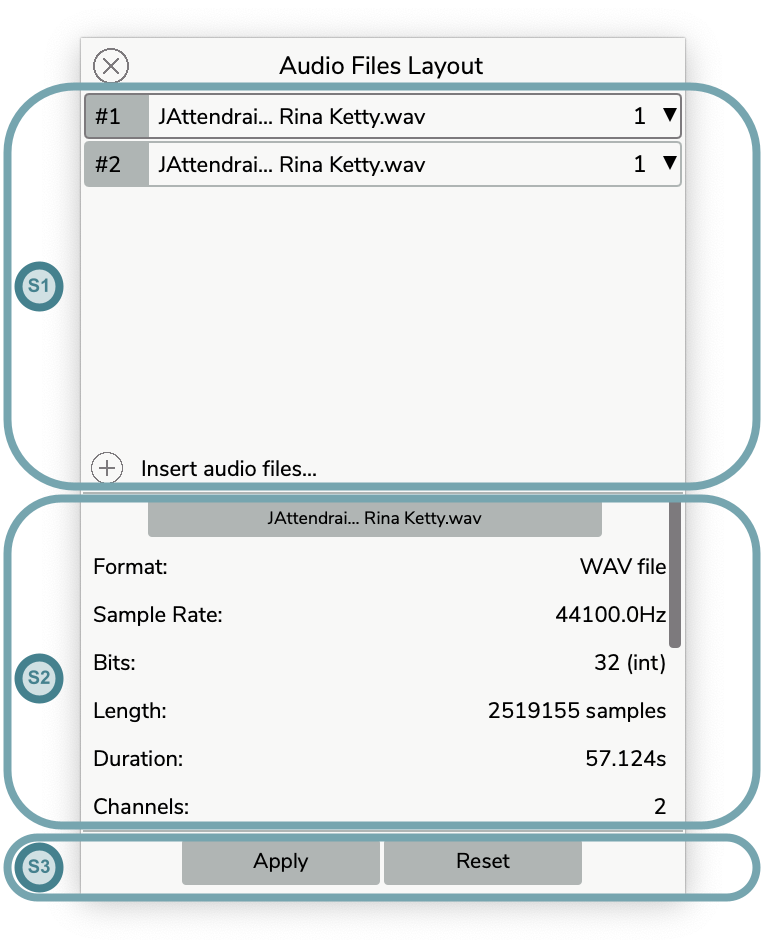 Audio Files Layout
#1 JAttendrai... Rina Ketty.wav 1 ▼
#2 JAttendrai... Rina Ketty.wav 1 ▼
S1
Insert audio files...
JAttendrai... Rina Ketty.wav
Format: WAV file
Sample Rate: 44100.0Hz
Bits: 32 (int)
S2
Length: 2519155 samples
Duration: 57.124s
Channels: 2
S3 Apply Reset